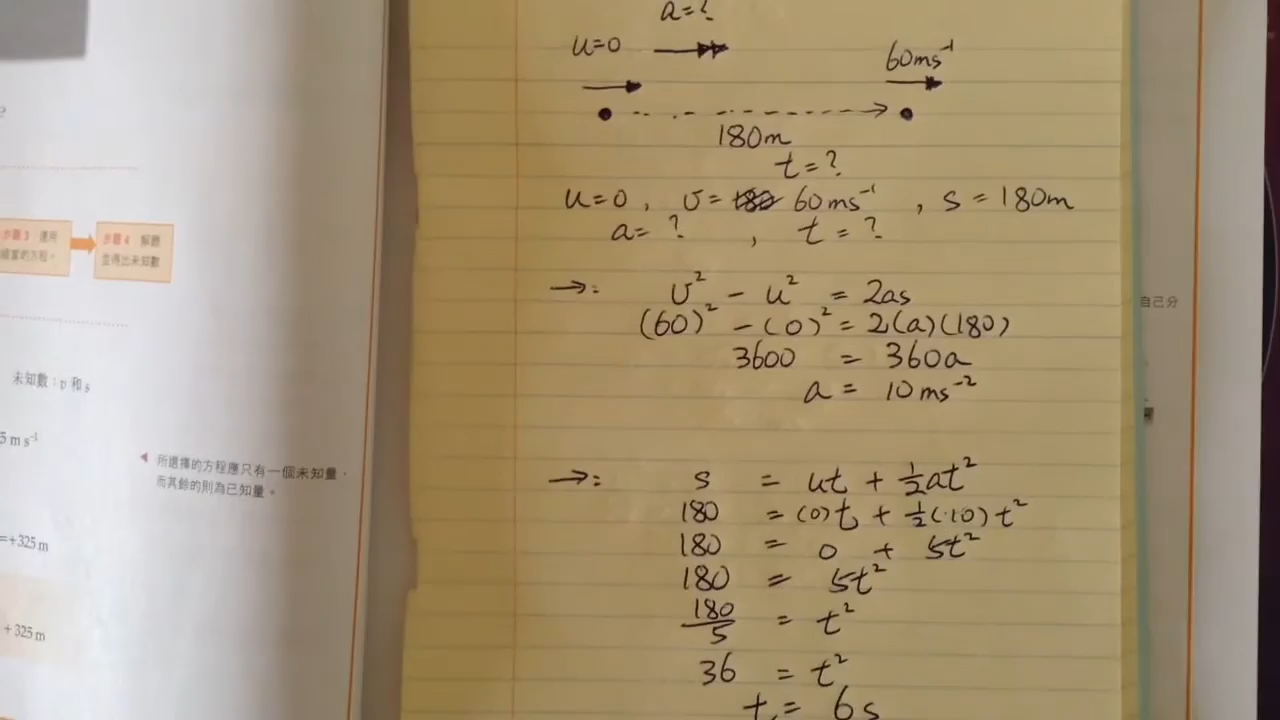 a=?
u=0
60ms⁻¹
180m
t=?
u=0, v= 60ms⁻¹, s=180m
a=?, t=?
→: v² - u² = 2as
(60)² - (0)² = 2(a)(180)
3600 = 360a
a = 10ms⁻²
→: s = ut + ½at²
180 = (0)t + ½(10)t²
180 = 0 + 5t²
180 = 5t²
180/5 = t²
36 = t²
t = 6s
步驟 3 運用
適當的方程。
步驟 4 解題
並得出未知數
未知數：v 和 s
5 m s⁻¹
所選擇的方程應只有一個未知量，
而其餘的則為已知量。
=+325 m
+325 m
自己分